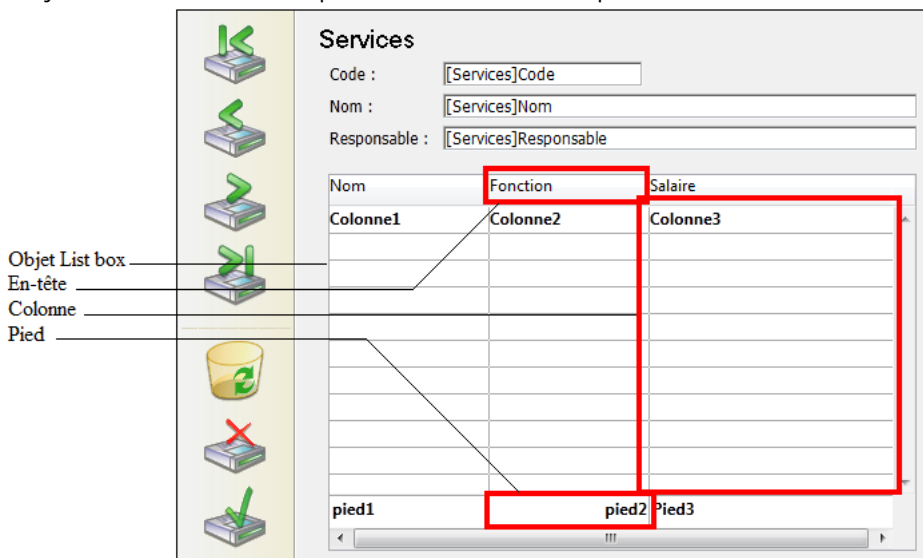 Services
Code : [Services]Code
Nom : [Services]Nom
Responsable : [Services]Responsable
Nom Fonction Salaire
Colonne1 Colonne2 Colonne3
Objet List box
En-tête
Colonne
Pied
pied1 pied2 Pied3